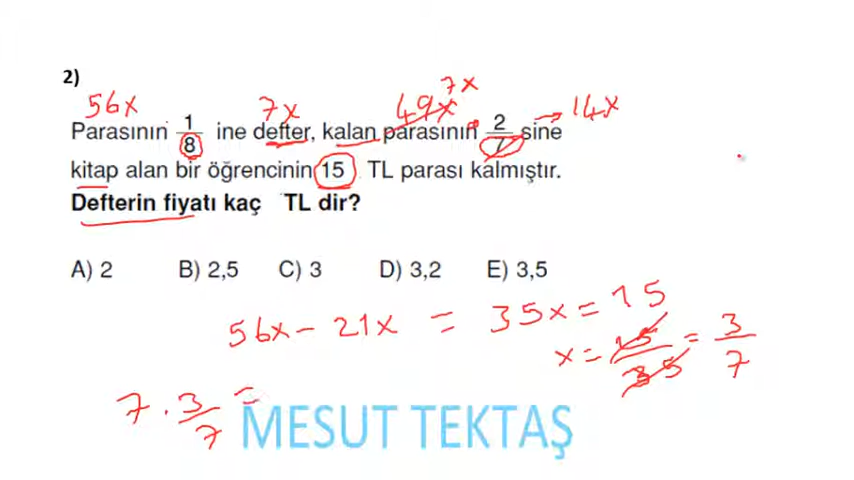 2)
56x 7x 49x 7x 14x
Parasının 1/8 ine defter, kalan parasının 2/7 sine
kitap alan bir öğrencinin 15 TL parası kalmıştır.
Defterin fiyatı kaç TL dir?
A) 2 B) 2,5 C) 3 D) 3,2 E) 3,5
56x - 21x = 35x = 15
x = 15/35 = 3/7
7 . 3/7 =
MESUT TEKTAŞ